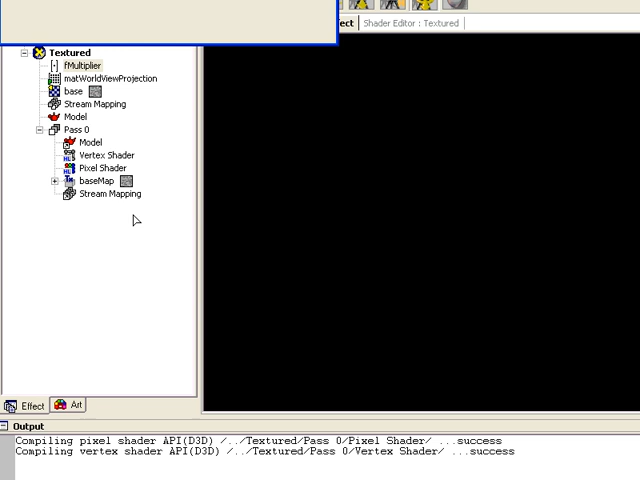 ect Shader Editor : Textured
Textured
fMultiplier
matWorldViewProjection
base
Stream Mapping
Model
Pass 0
Model
Vertex Shader
Pixel Shader
baseMap
Stream Mapping
Effect Art
Output
Compiling pixel shader API(D3D) /../Textured/Pass 0/Pixel Shader/ ...success
Compiling vertex shader API(D3D) /../Textured/Pass 0/Vertex Shader/ ...success